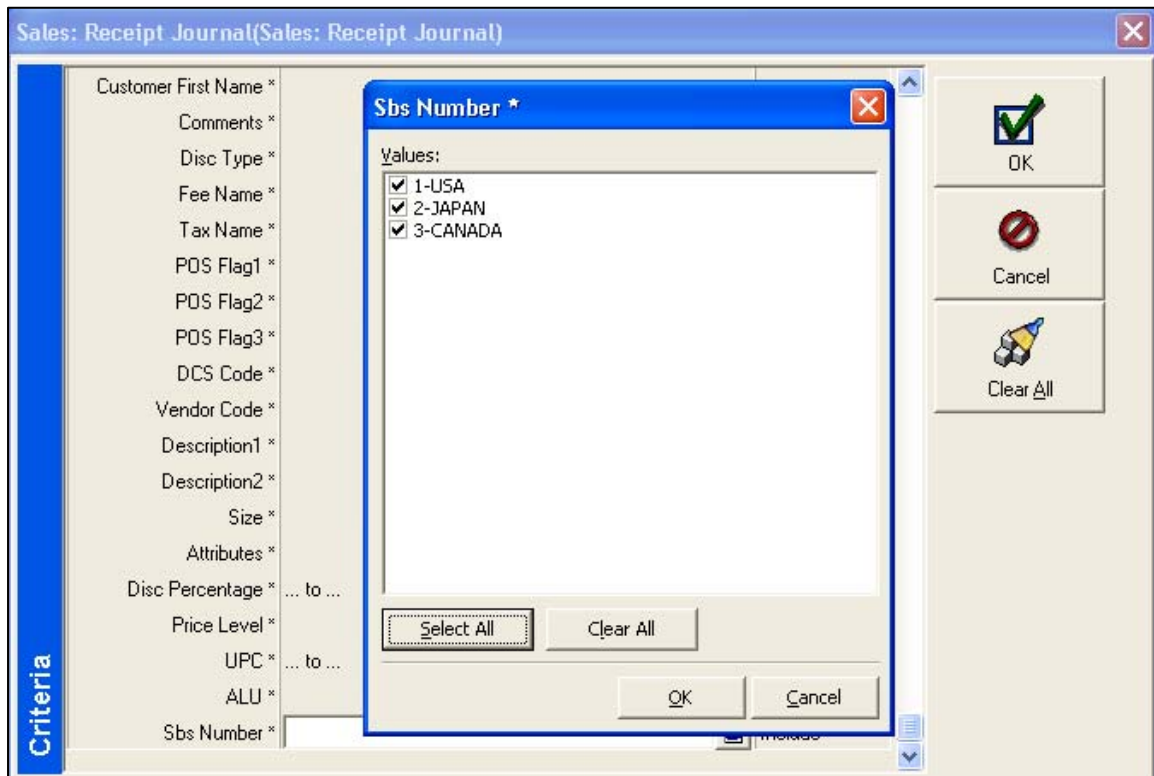 Sales: Receipt Journal(Sales: Receipt Journal)
Criteria
Customer First Name *
Comments *
Disc Type *
Fee Name *
Tax Name *
POS Flag1 *
POS Flag2 *
POS Flag3 *
DCS Code *
Vendor Code *
Description1 *
Description2 *
Size *
Attributes *
Disc Percentage * ... to ...
Price Level *
UPC * ... to ...
ALU *
Sbs Number *
Sbs Number *
Values:
1-USA
2-JAPAN
3-CANADA
Select All Clear All
OK Cancel
OK
Cancel
Clear All